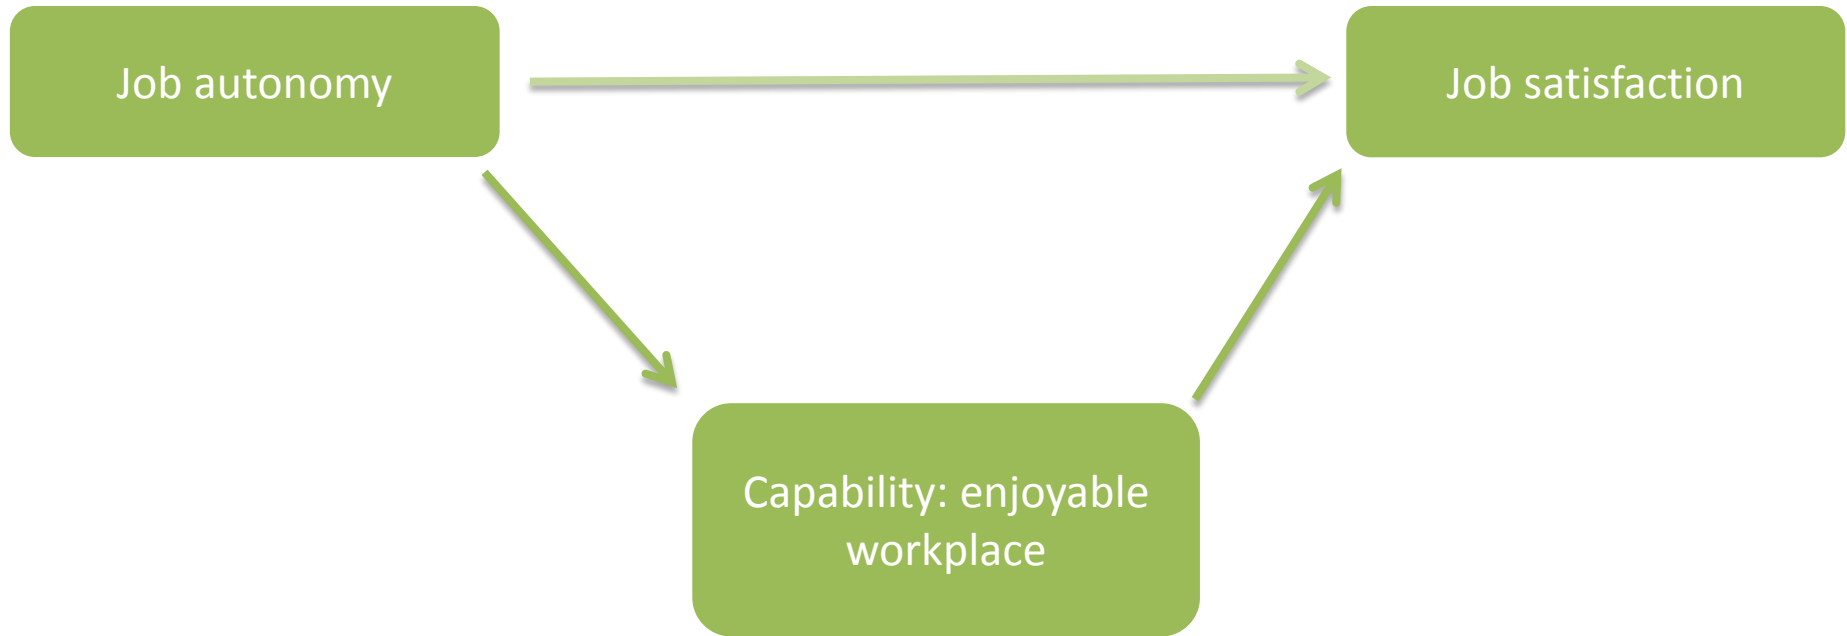 Job autonomy
Job satisfaction
Capability: enjoyable
workplace